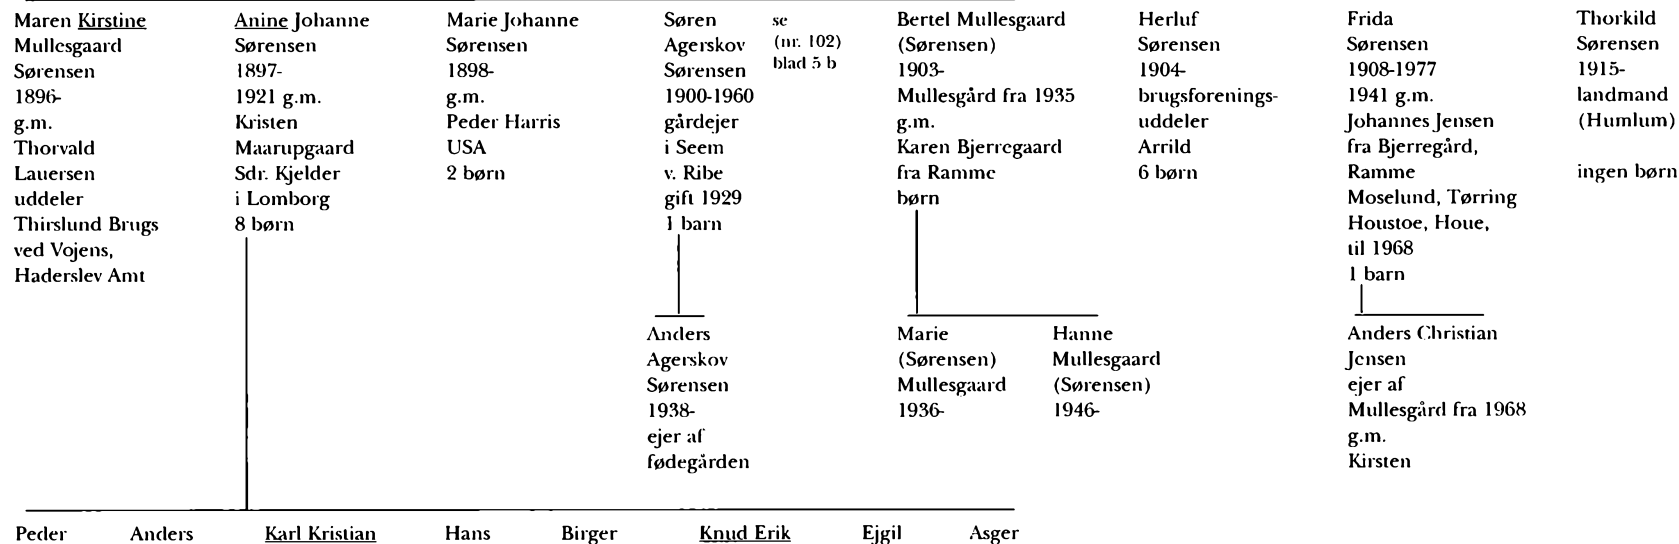 Maren Kirstine
Mullesgaard
Sørensen
1896-
g.m.
Thorvald
Lauersen
uddeler
Thirslund Brugs
ved Vojens,
Haderslev Amt
Anine Johanne
Sørensen
1897-
1921 g.m.
Kristen
Maarupgaard
Sdr. Kjelder
i Lomborg
8 børn
Marie Johanne
Sørensen
1898-
g.m.
Peder Harris
USA
2 børn
Søren
Agerskov
Sørensen
1900-1960
gårdejer
i Seem
v. Ribe
gift 1929
1 barn
se
(nr. 102)
blad 5 b
Bertel Mullesgaard
(Sørensen)
1903-
Mullesgård fra 1935
g.m.
Karen Bjerregaard
fra Ramme
børn
Herluf
Sørensen
1904-
brugsforenings-
uddeler
Arrild
6 børn
Frida
Sørensen
1908-1977
1941 g.m.
Johannes Jensen
fra Bjerregård,
Ramme
Moselund, Tørring
Houstoe, Houe,
til 1968
1 barn
Thorkild
Sørensen
1915-
landmand
(Humlum)
ingen børn
Anders
Agerskov
Sørensen
1938-
ejer af
fødegården
Marie
(Sørensen)
Mullesgaard
1936-
Hanne
Mullesgaard
(Sørensen)
1946-
Anders Christian
Jensen
ejer af
Mullesgård fra 1968
g.m.
Kirsten
Peder Anders Karl Kristian Hans Birger Knud Erik Ejgil Asger